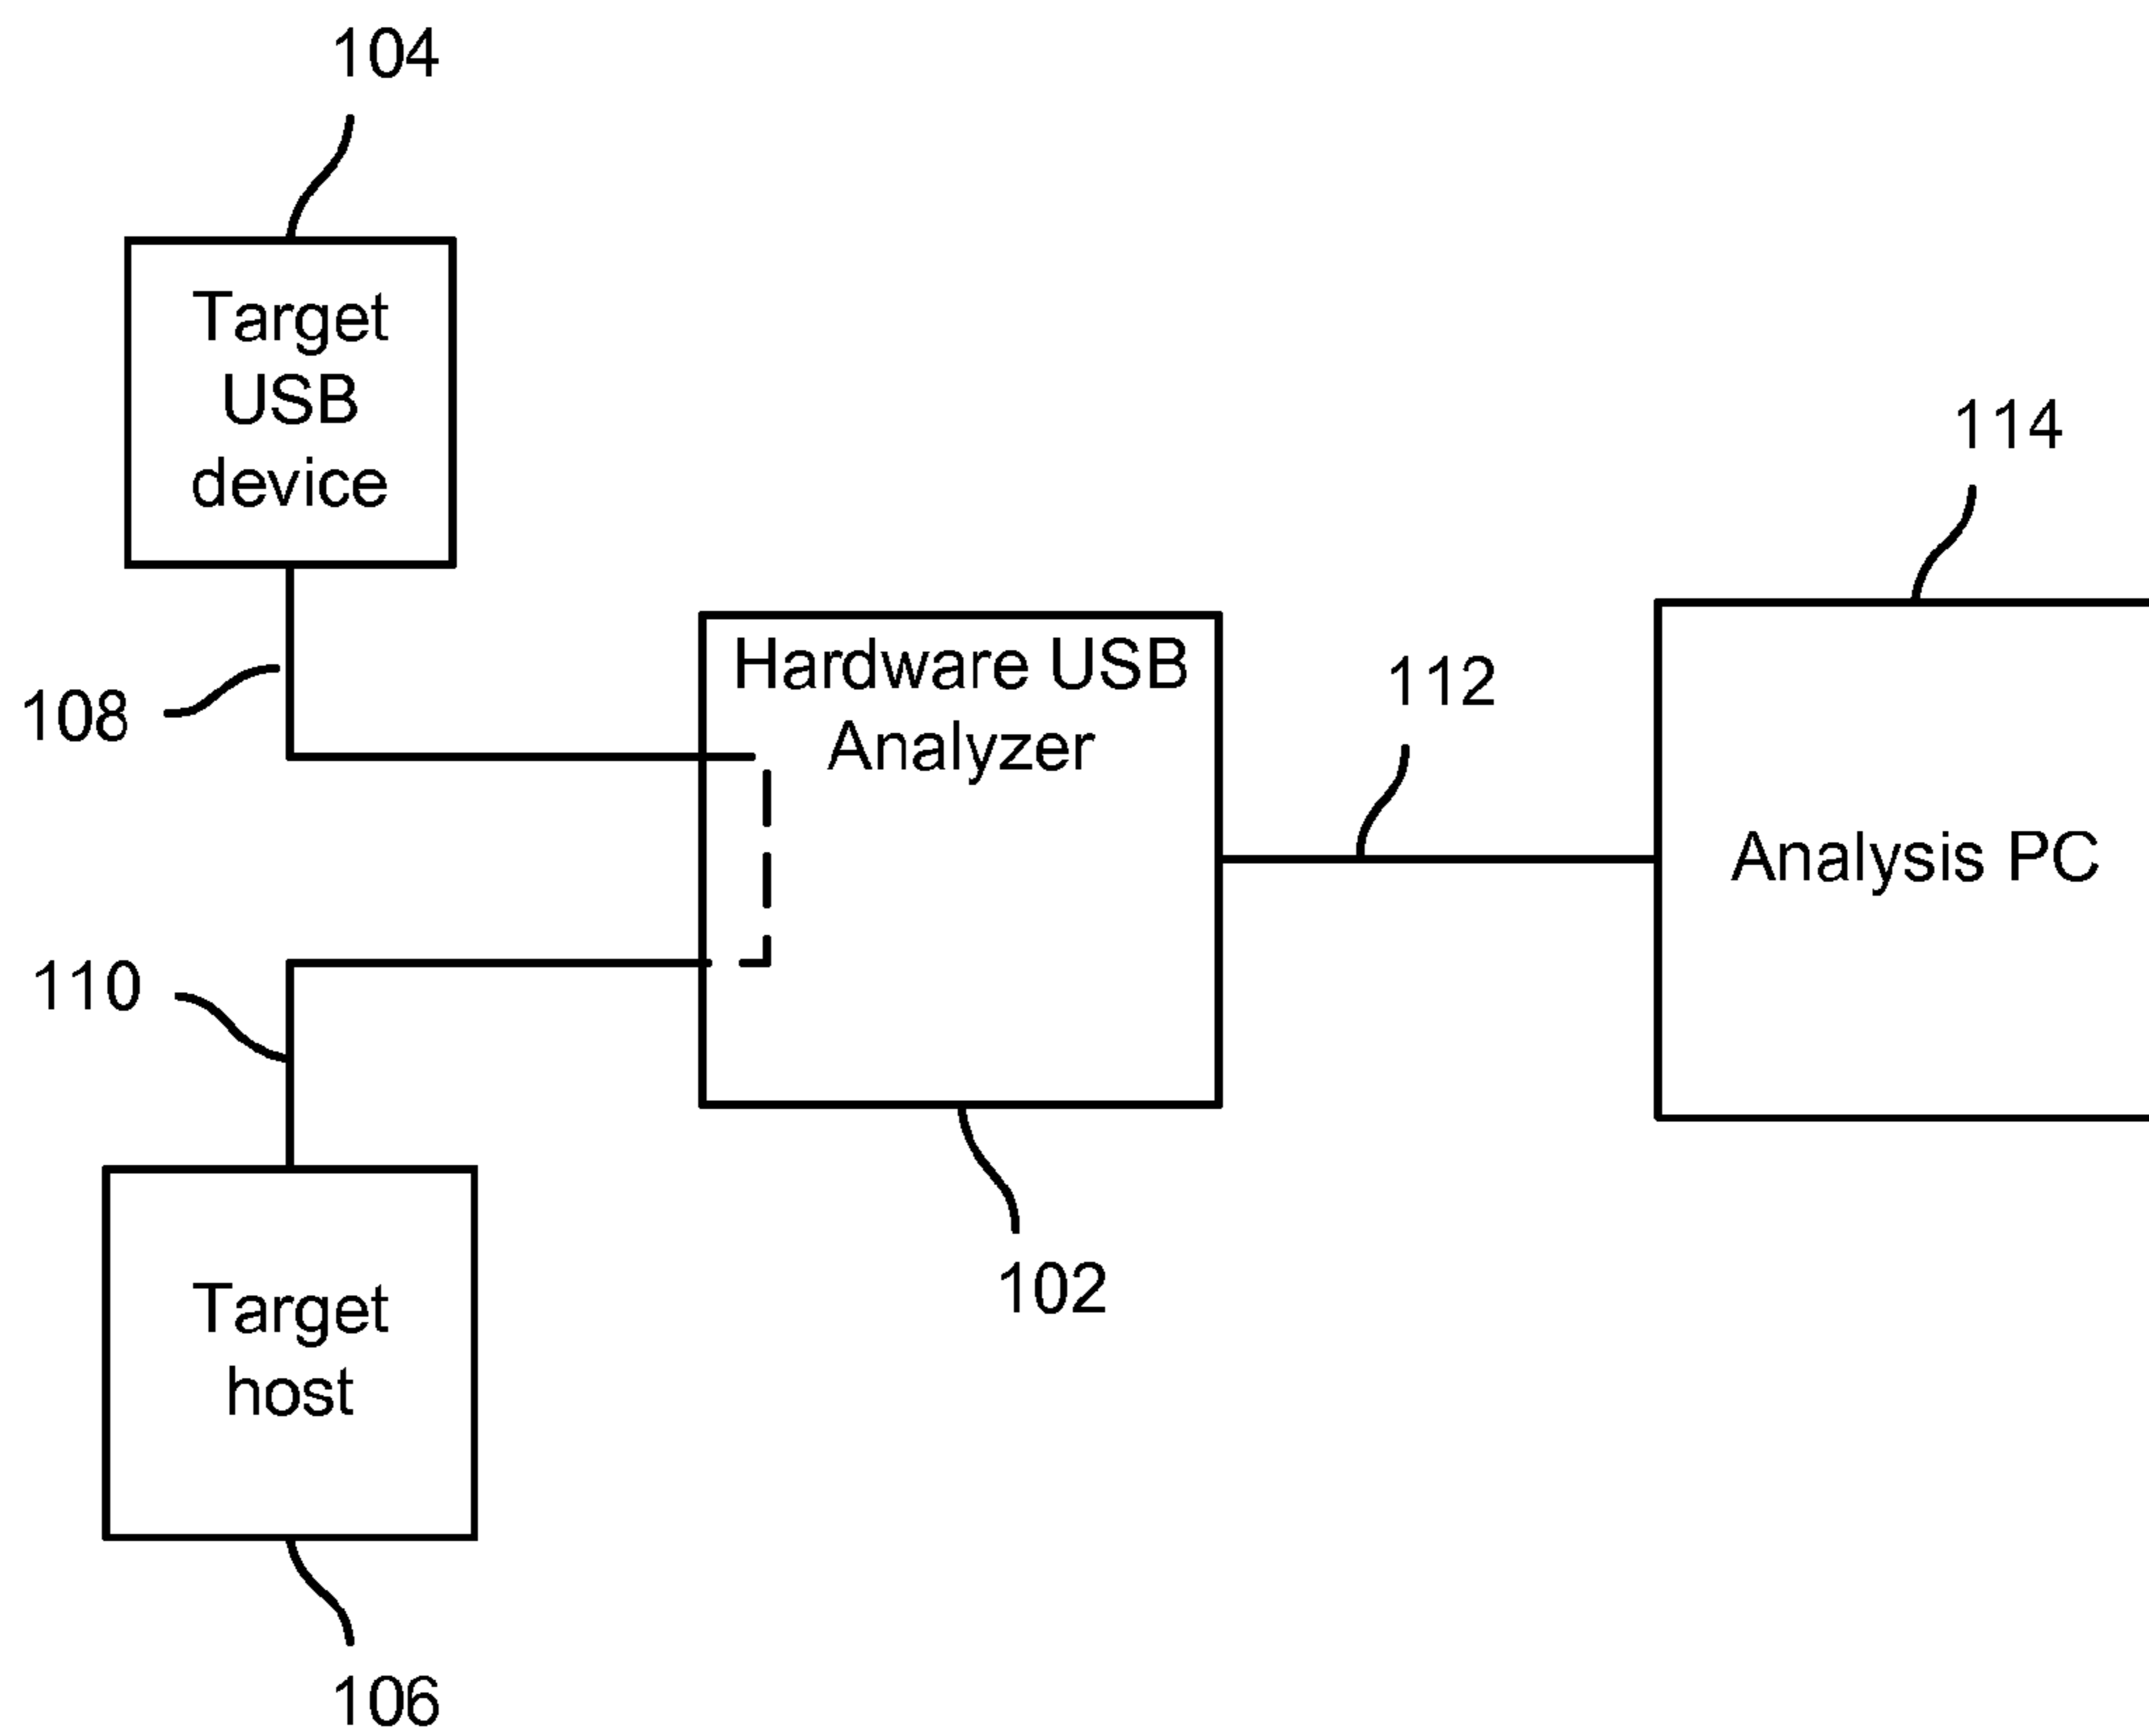 104
Target
USB
device
108
Hardware USB
Analyzer
112
114
Analysis PC
110
102
Target
host
106